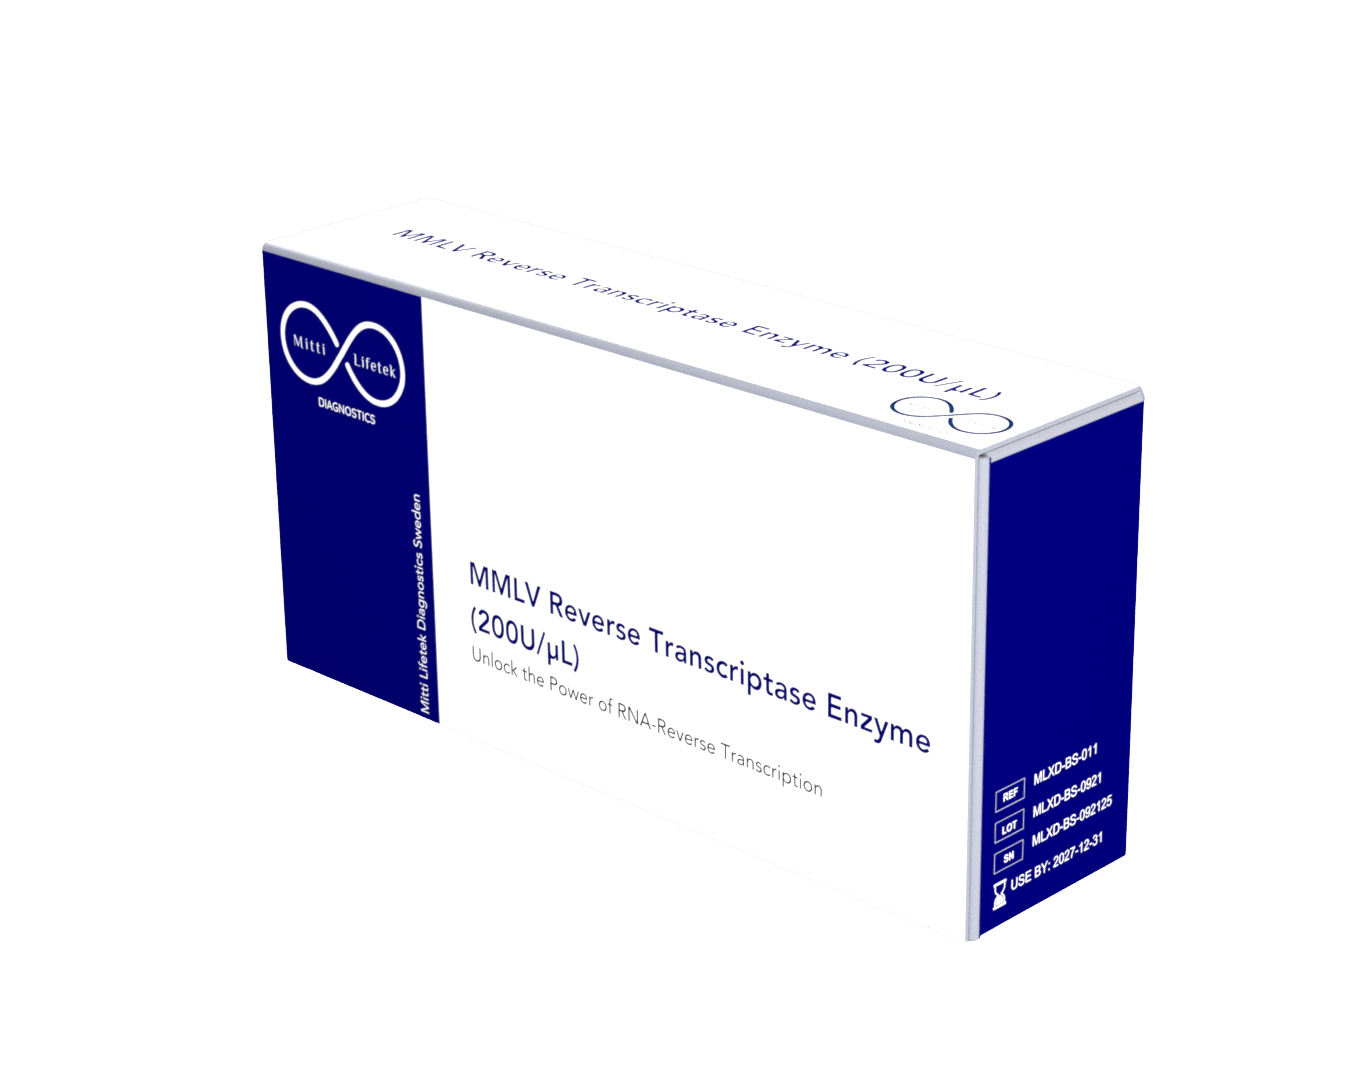 MMLV Reverse Transcriptase Enzyme (200U/µL)
Mitti Lifetek
DIAGNOSTICS
Mitti Lifetek Diagnostics Sweden
MMLV Reverse Transcriptase Enzyme
(200U/µL)
Unlock the Power of RNA-Reverse Transcription
REF MLXD-BS-011
LOT MLXD-BS-0921
SN MLXD-BS-092125
USE BY: 2027-12-31